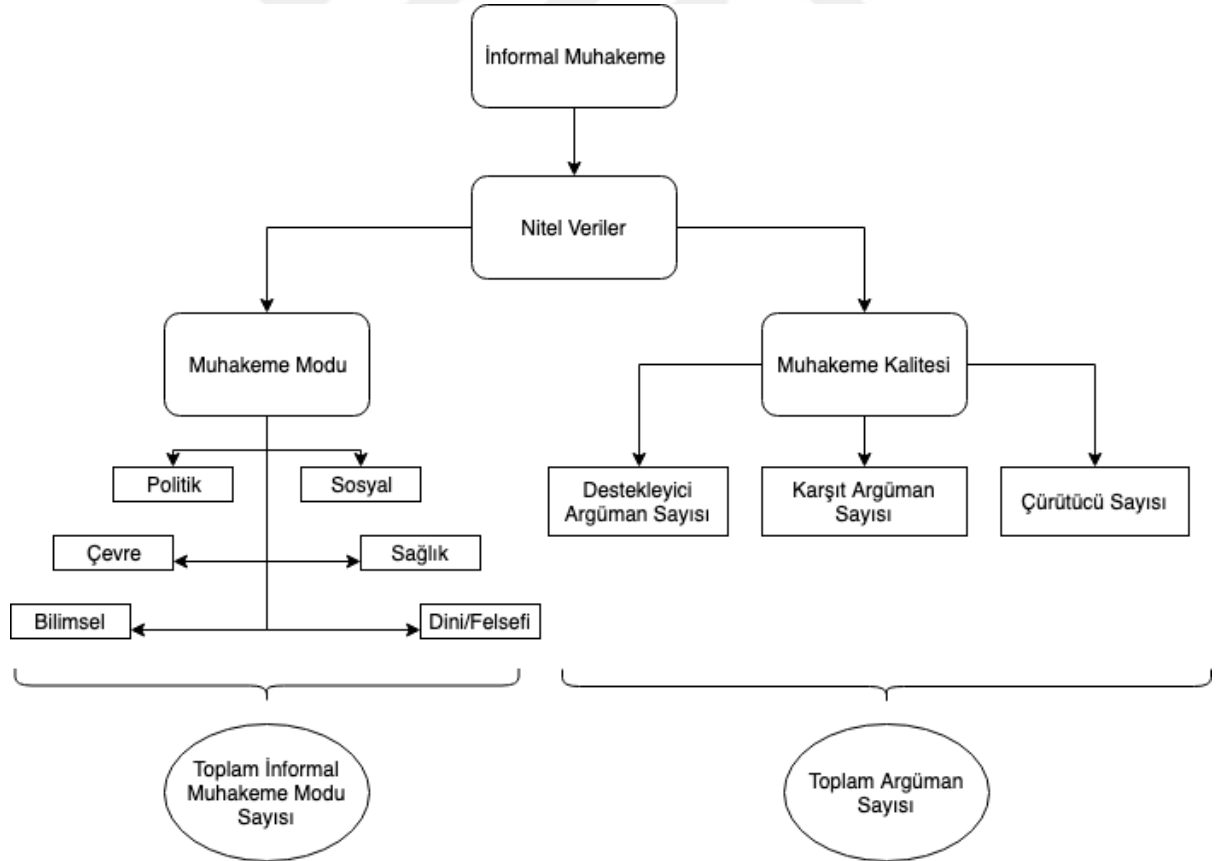 İnformal Muhakeme
Nitel Veriler
Muhakeme Modu
Muhakeme Kalitesi
Politik
Sosyal
Destekleyici
Argüman Sayısı
Karşıt Argüman
Sayısı
Çürütücü Sayısı
Çevre
Sağlık
Bilimsel
Dini/Felsefi
Toplam İnformal
Muhakeme Modu
Sayısı
Toplam Argüman
Sayısı